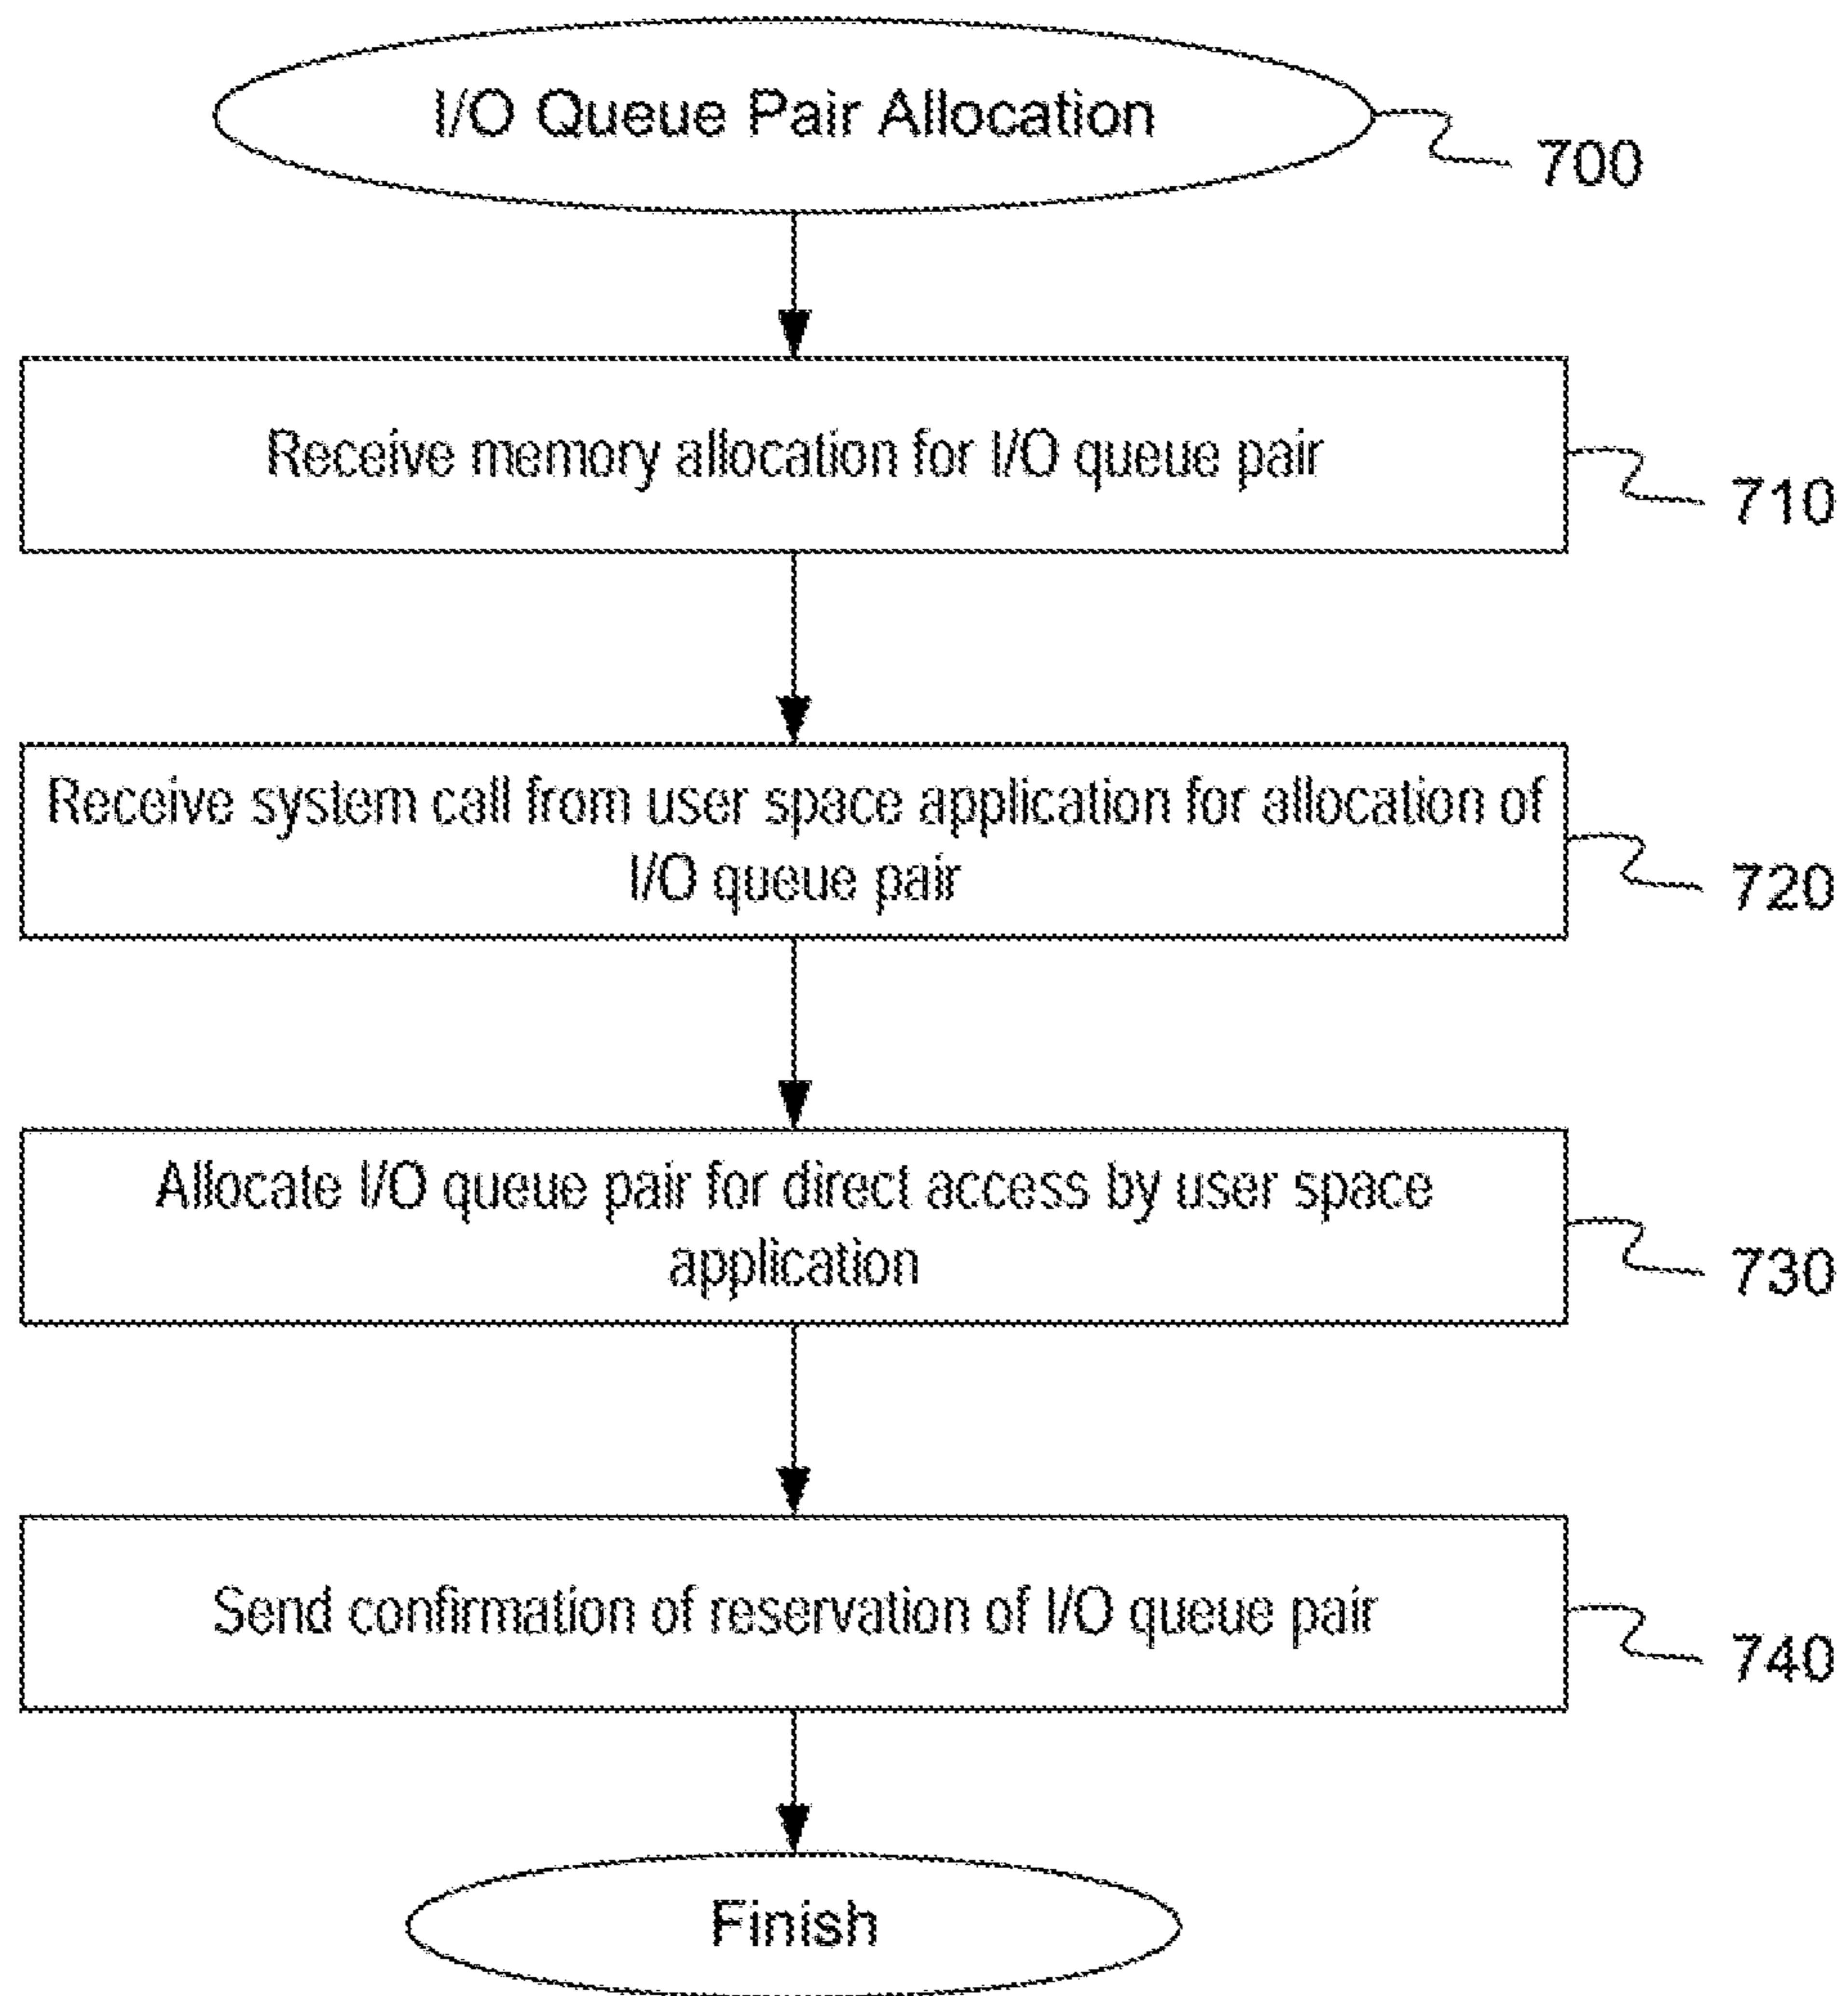 I/O Queue Pair Allocation
700
Receive memory allocation for I/O queue pair
710
Receive system call from user space application for allocation of
I/O queue pair
720
Allocate I/O queue pair for direct access by user space
application
730
Send confirmation of reservation of I/O queue pair
740
Finish